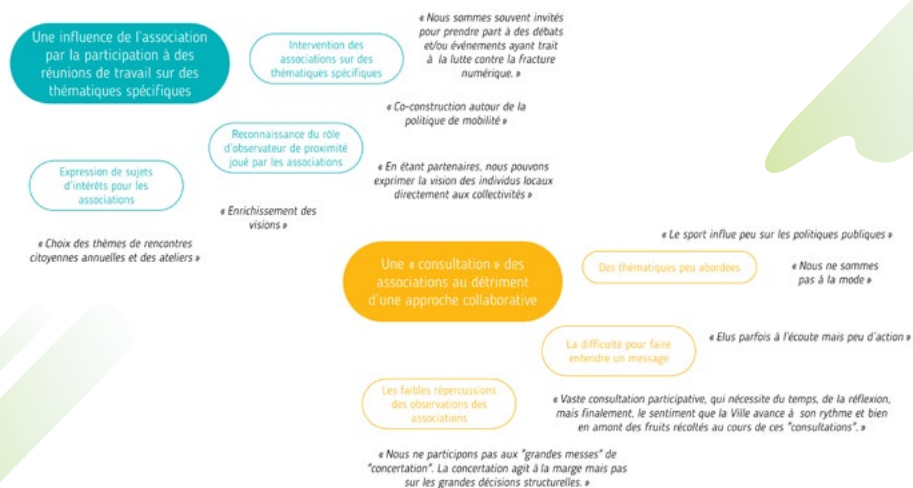 Une influence de l'association
par la participation à des
réunions de travail sur des
thématiques spécifiques
Intervention des
associations sur des
thématiques spécifiques
« Nous sommes souvent invités
pour prendre part à des débats
et/ou événements ayant trait
à la lutte contre la fracture
numérique. »
Reconnaissance du rôle
d'observateur de proximité
joué par les associations
« Co-construction autour de la
politique de mobilité »
« En étant partenaires, nous pouvons
exprimer la vision des individus locaux
directement aux collectivités »
Expression de sujets
d'intérêts pour les
associations
« Enrichissement des
visions »
« Choix des thèmes de rencontres
citoyennes annuelles et des ateliers »
Une « consultation » des
associations au détriment
d'une approche collaborative
« Le sport influe peu sur les politiques publiques »
Des thématiques peu abordées
« Nous ne sommes
pas à la mode »
La difficulté pour faire
entendre un message
« Elus parfois à l'écoute mais peu d'action »
Les faibles répercussions
des observations des
associations
« Vaste consultation participative, qui nécessite du temps, de la réflexion,
mais finalement, le sentiment que la Ville avance à son rythme et bien
en amont des fruits récoltés au cours de ces "consultations". »
« Nous ne participons pas aux "grandes messes" de
"concertation". La concertation agit à la marge mais pas
sur les grandes décisions structurelles. »